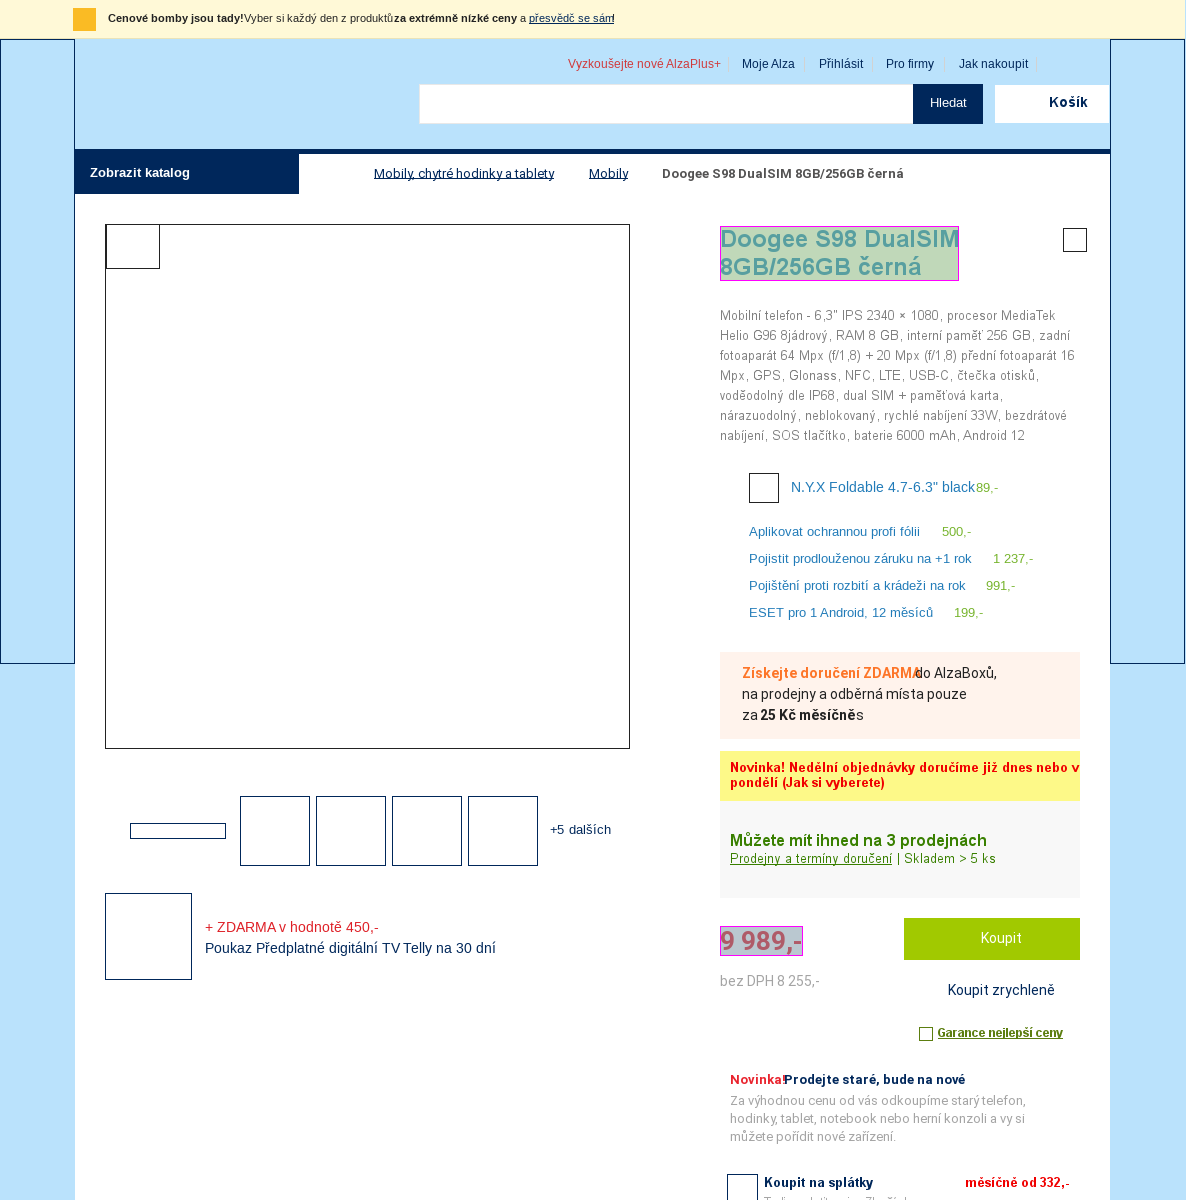 Cenové bomby jsou tady! Vyber si každý den z produktů za extrémně nízké ceny a přesvědč se sám!
Vyzkoušejte nové AlzaPlus+ Moje Alza Přihlásit Pro firmy Jak nakoupit
Hledat Košík
Zobrazit katalog Mobily, chytré hodinky a tablety Mobily Doogee S98 DualSIM 8GB/256GB černá
Doogee S98 DualSIM
8GB/256GB černá
Mobilní telefon - 6,3" IPS 2340 × 1080, procesor MediaTek
Helio G96 8jádrový, RAM 8 GB, interní paměť 256 GB, zadní
fotoaparát 64 Mpx (f/1,8) + 20 Mpx (f/1,8) přední fotoaparát 16
Mpx, GPS, Glonass, NFC, LTE, USB-C, čtečka otisků,
voděodolný dle IP68, dual SIM + paměťová karta,
nárazuodolný, neblokovaný, rychlé nabíjení 33W, bezdrátové
nabíjení, SOS tlačítko, baterie 6000 mAh, Android 12
N.Y.X Foldable 4.7-6.3" black 89,-
Aplikovat ochrannou profi fólii 500,-
Pojistit prodlouženou záruku na +1 rok 1 237,-
Pojištění proti rozbití a krádeži na rok 991,-
ESET pro 1 Android, 12 měsíců 199,-
Získejte doručení ZDARMA do AlzaBoxů,
na prodejny a odběrná místa pouze
za 25 Kč měsíčně s
Novinka! Nedělní objednávky doručíme již dnes nebo v
pondělí (Jak si vyberete)
+5 dalších
Můžete mít ihned na 3 prodejnách
Prodejny a termíny doručení | Skladem > 5 ks
+ ZDARMA v hodnotě 450,-
Poukaz Předplatné digitální TV Telly na 30 dní
9 989,- Koupit
bez DPH 8 255,-
Koupit zrychleně
Garance nejlepší ceny
Novinka! Prodejte staré, bude na nové
Za výhodnou cenu od vás odkoupíme starý telefon,
hodinky, tablet, notebook nebo herní konzoli a vy si
můžete pořídit nové zařízení.
Koupit na splátky měsíčně od 332,-